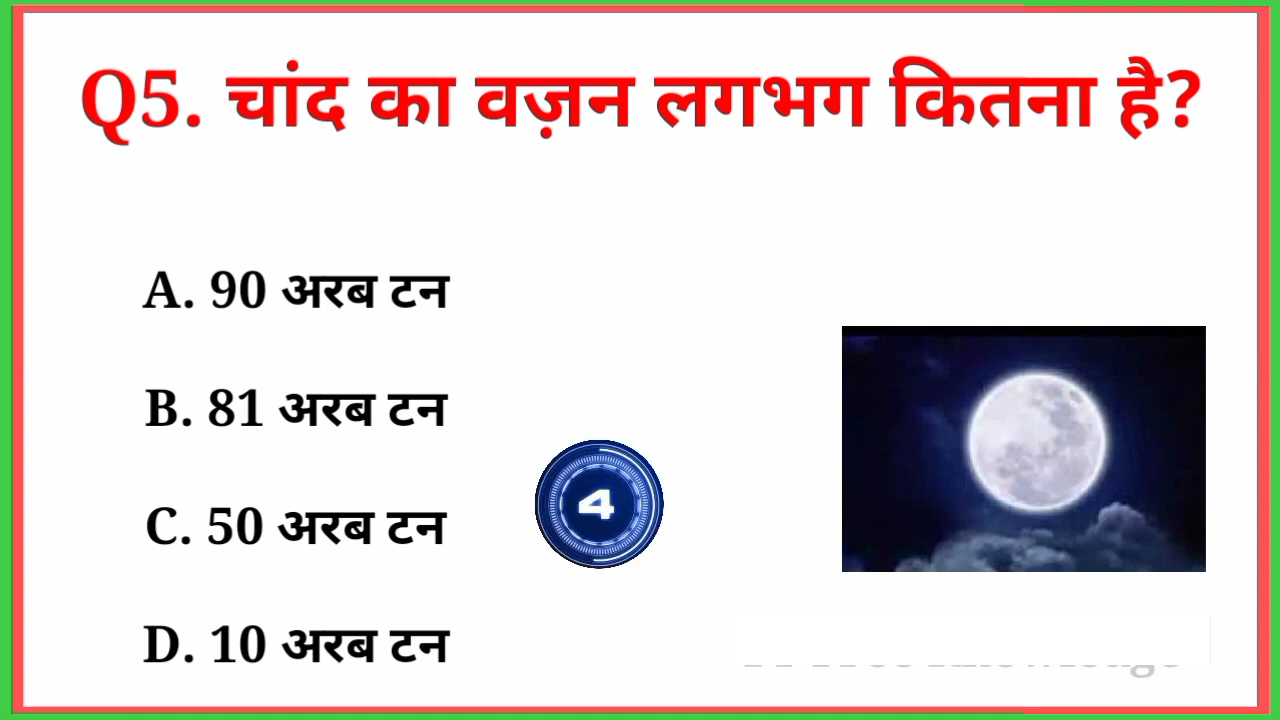 Q5. चांद का वज़न लगभग कितना है?
A. 90 अरब टन
B. 81 अरब टन
C. 50 अरब टन
4
D. 10 अरब टन